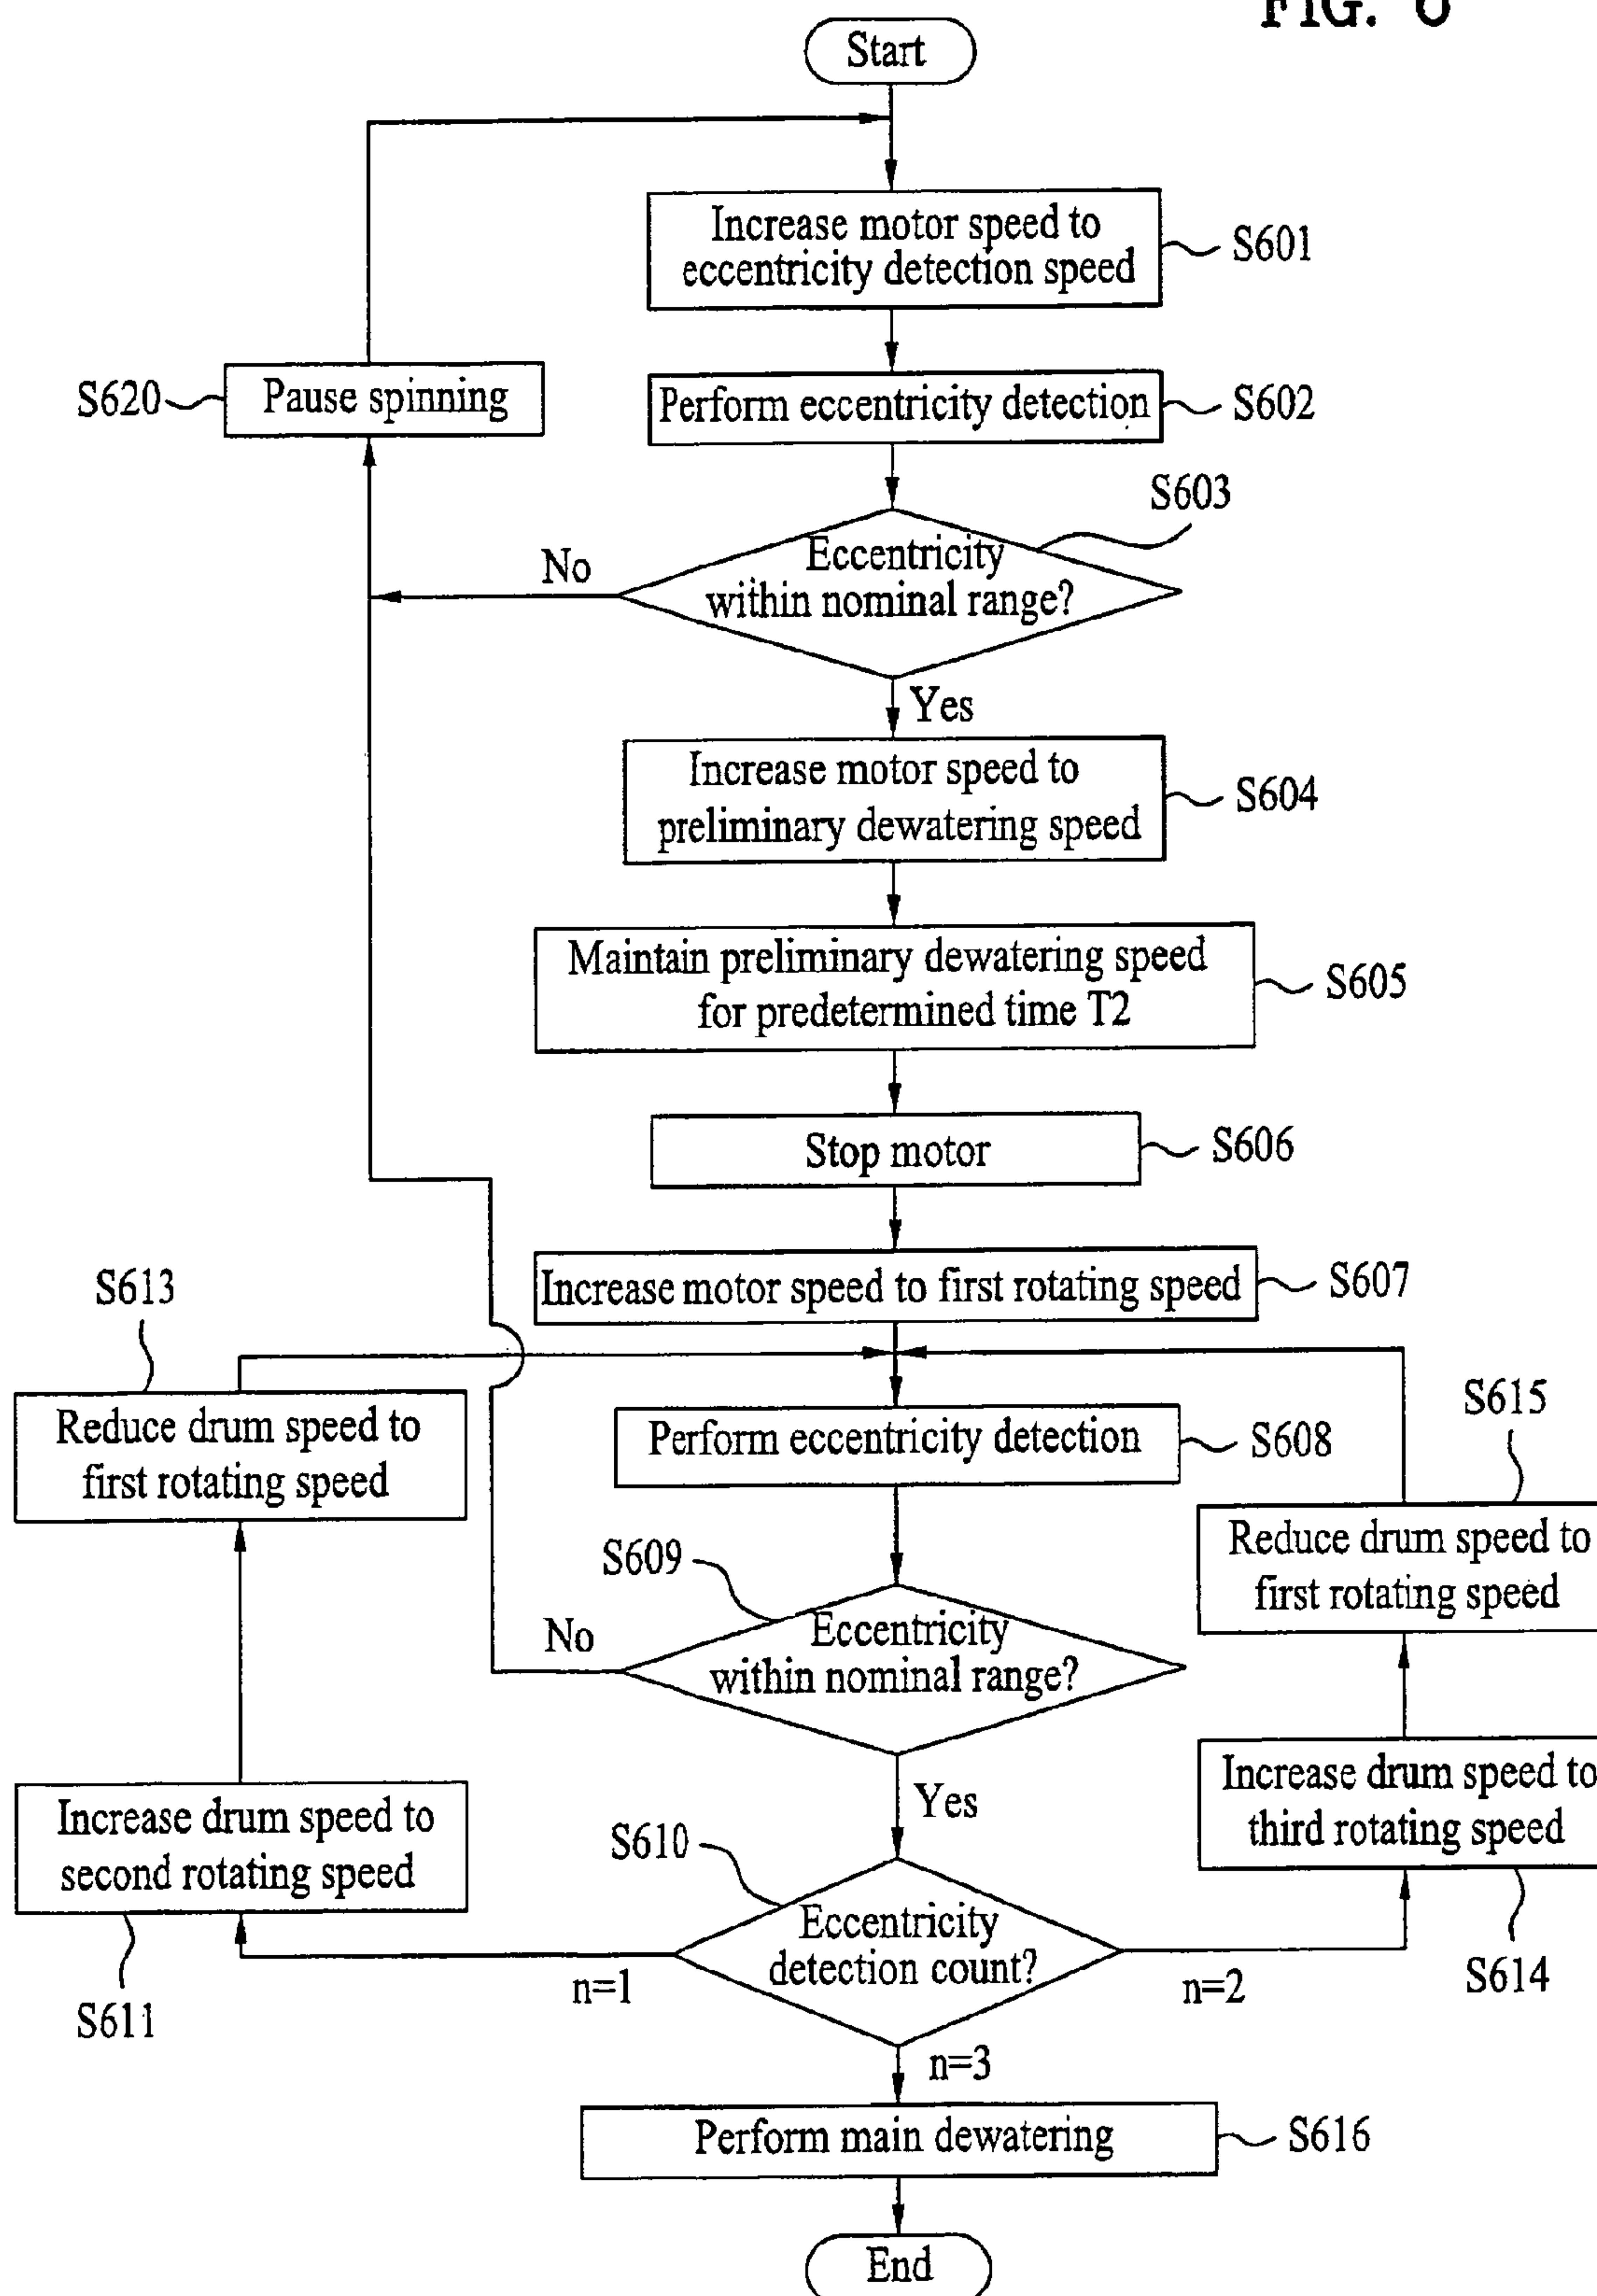 FIG. 6
Start
Increase motor speed to
eccentricity detection speed
S601
S620
Pause spinning
Perform eccentricity detection
S602
S603
Eccentricity
within nominal range?
No
Yes
Increase motor speed to
preliminary dewatering speed
S604
Maintain preliminary dewatering speed
for predetermined time T2
S605
Stop motor
S606
Increase motor speed to first rotating speed
S607
S613
Reduce drum speed to
first rotating speed
Perform eccentricity detection
S608
S615
Reduce drum speed to
first rotating speed
S609
Eccentricity
within nominal range?
No
Yes
Increase drum speed to
second rotating speed
S611
Increase drum speed to
third rotating speed
S614
S610
Eccentricity
detection count?
n=1
n=2
n=3
Perform main dewatering
S616
End